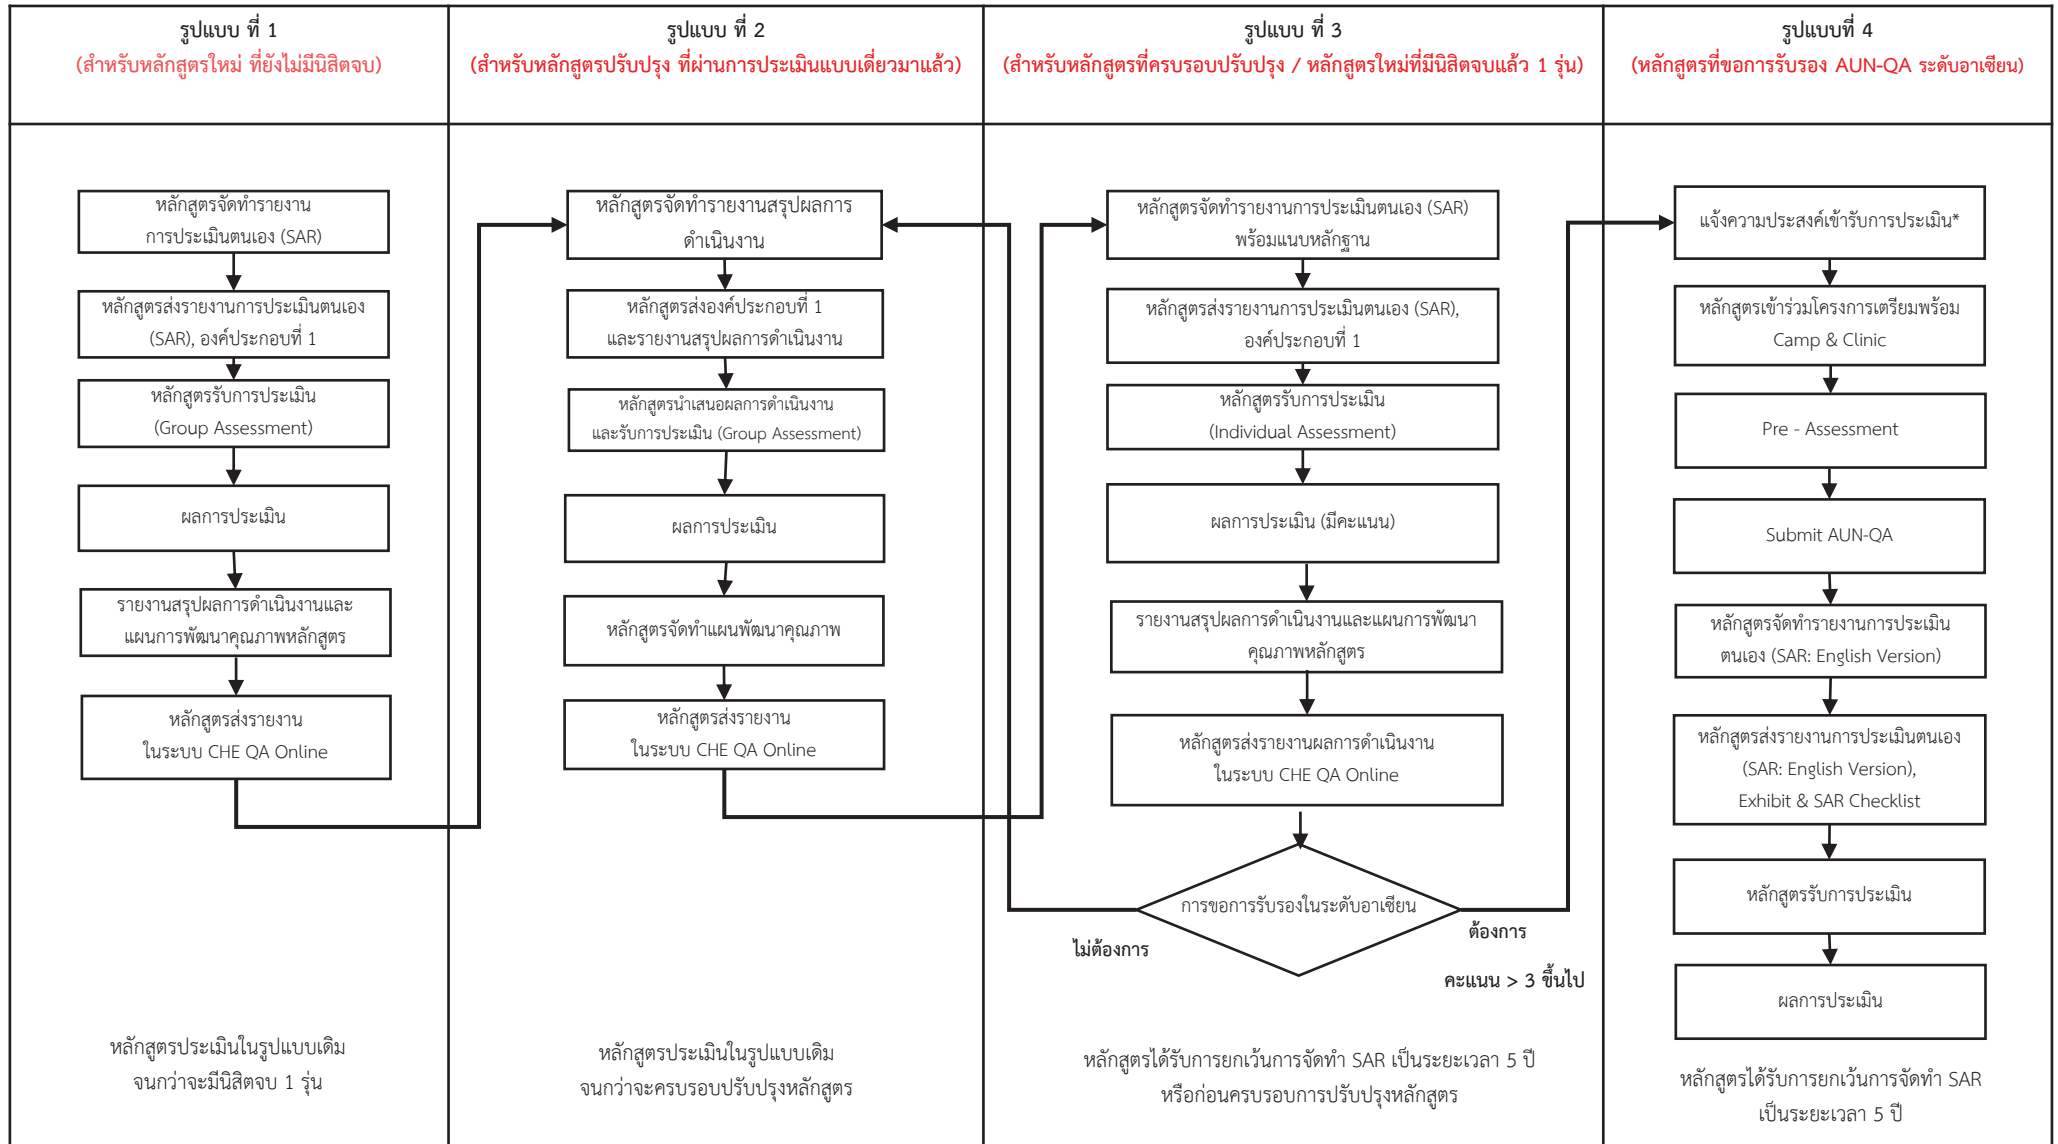 รูปแบบ ที่ 1
(สำหรับหลักสูตรใหม่ ที่ยังไม่มีนิสิตจบ)
รูปแบบ ที่ 2
(สำหรับหลักสูตรปรับปรุง ที่ผ่านการประเมินแบบเดี่ยวมาแล้ว)
รูปแบบ ที่ 3
(สำหรับหลักสูตรที่ครบรอบปรับปรุง / หลักสูตรใหม่ที่มีนิสิตจบแล้ว 1 รุ่น)
รูปแบบที่ 4
(หลักสูตรที่ขอการรับรอง AUN-QA ระดับอาเซียน)
หลักสูตรจัดทำรายงาน
การประเมินตนเอง (SAR)
หลักสูตรส่งรายงานการประเมินตนเอง
(SAR), องค์ประกอบที่ 1
หลักสูตรรับการประเมิน
(Group Assessment)
ผลการประเมิน
รายงานสรุปผลการดำเนินงานและ
แผนการพัฒนาคุณภาพหลักสูตร
หลักสูตรส่งรายงาน
ในระบบ CHE QA Online
หลักสูตรประเมินในรูปแบบเดิม
จนกว่าจะมีนิสิตจบ 1 รุ่น
หลักสูตรจัดทำรายงานสรุปผลการ
ดำเนินงาน
หลักสูตรส่งองค์ประกอบที่ 1
และรายงานสรุปผลการดำเนินงาน
หลักสูตรนำเสนอผลการดำเนินงาน
และรับการประเมิน (Group Assessment)
ผลการประเมิน
หลักสูตรจัดทำแผนพัฒนาคุณภาพ
หลักสูตรส่งรายงาน
ในระบบ CHE QA Online
หลักสูตรประเมินในรูปแบบเดิม
จนกว่าจะครบรอบปรับปรุงหลักสูตร
หลักสูตรจัดทำรายงานการประเมินตนเอง (SAR)
พร้อมแนบหลักฐาน
หลักสูตรส่งรายงานการประเมินตนเอง (SAR),
องค์ประกอบที่ 1
หลักสูตรรับการประเมิน
(Individual Assessment)
ผลการประเมิน (มีคะแนน)
รายงานสรุปผลการดำเนินงานและแผนการพัฒนา
คุณภาพหลักสูตร
หลักสูตรส่งรายงานผลการดำเนินงาน
ในระบบ CHE QA Online
การขอการรับรองในระดับอาเซียน
ไม่ต้องการ
ต้องการ
คะแนน > 3 ขึ้นไป
หลักสูตรได้รับการยกเว้นการจัดทำ SAR เป็นระยะเวลา 5 ปี
หรือก่อนครบรอบการปรับปรุงหลักสูตร
แจ้งความประสงค์เข้ารับการประเมิน*
หลักสูตรเข้าร่วมโครงการเตรียมพร้อม
Camp & Clinic
Pre - Assessment
Submit AUN-QA
หลักสูตรจัดทำรายงานการประเมิน
ตนเอง (SAR: English Version)
หลักสูตรส่งรายงานการประเมินตนเอง
(SAR: English Version),
Exhibit & SAR Checklist
หลักสูตรรับการประเมิน
ผลการประเมิน
หลักสูตรได้รับการยกเว้นการจัดทำ SAR
เป็นระยะเวลา 5 ปี